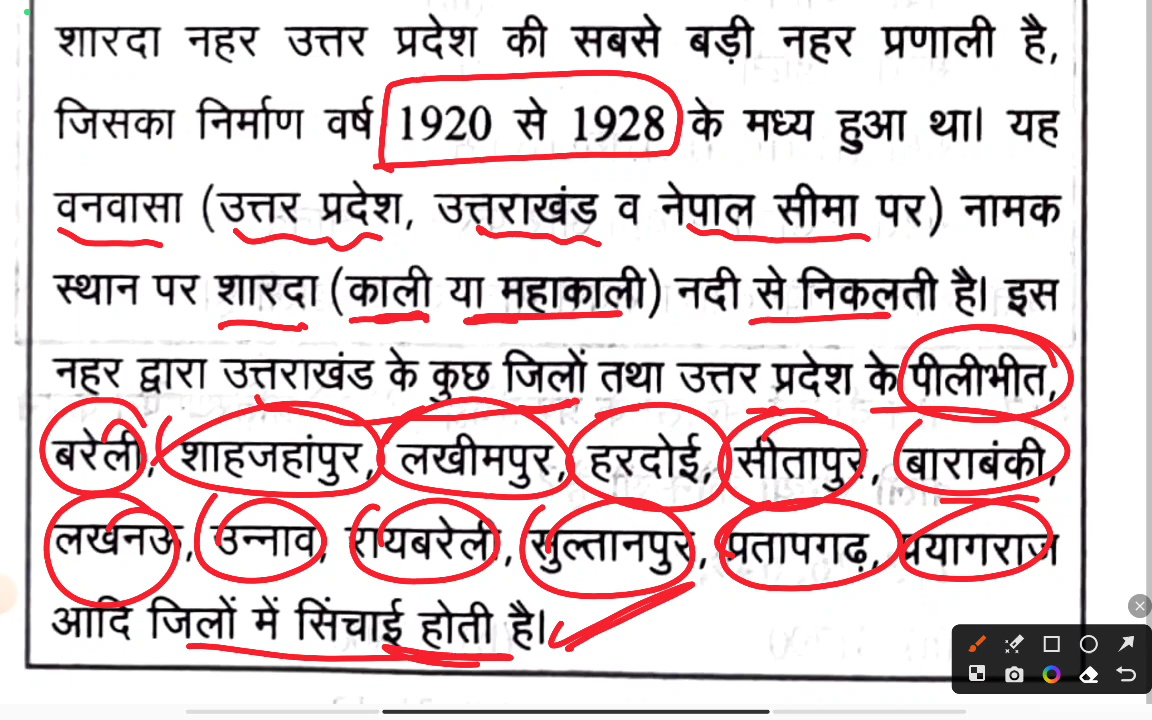 शारदा नहर उत्तर प्रदेश की सबसे बड़ी नहर प्रणाली है,
जिसका निर्माण वर्ष 1920 से 1928 के मध्य हुआ था। यह
वनवासा (उत्तर प्रदेश, उत्तराखंड व नेपाल सीमा पर) नामक
स्थान पर शारदा (काली या महाकाली) नदी से निकलती है। इस
नहर द्वारा उत्तराखंड के कुछ जिलों तथा उत्तर प्रदेश के पीलीभीत,
बरेली, शाहजहांपुर, लखीमपुर, हरदोई, सीतापुर, बाराबंकी,
लखनऊ, उन्नाव, रायबरेली, सुल्तानपुर, प्रतापगढ़, प्रयागराज
आदि जिलों में सिंचाई होती है।